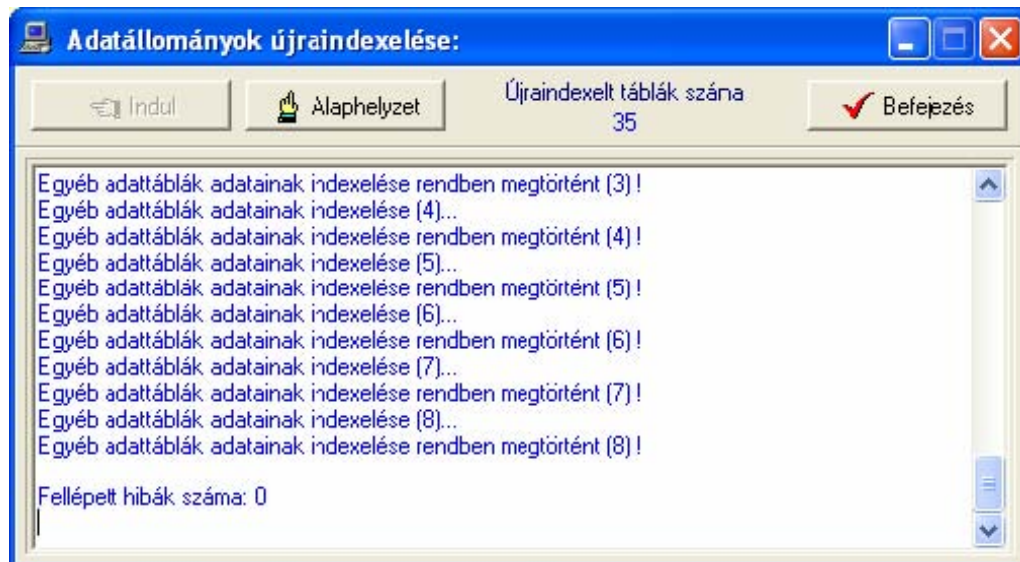 Adatállományok újraindexelése:
Indul
Alaphelyzet
Újraindexelt táblák száma
35
Befejezés
Egyéb adattáblák adatainak indexelése rendben megtörtént (3) !
Egyéb adattáblák adatainak indexelése (4)...
Egyéb adattáblák adatainak indexelése rendben megtörtént (4) !
Egyéb adattáblák adatainak indexelése (5)...
Egyéb adattáblák adatainak indexelése rendben megtörtént (5) !
Egyéb adattáblák adatainak indexelése (6)...
Egyéb adattáblák adatainak indexelése rendben megtörtént (6) !
Egyéb adattáblák adatainak indexelése (7)...
Egyéb adattáblák adatainak indexelése rendben megtörtént (7) !
Egyéb adattáblák adatainak indexelése (8)...
Egyéb adattáblák adatainak indexelése rendben megtörtént (8) !
Fellépett hibák száma: 0